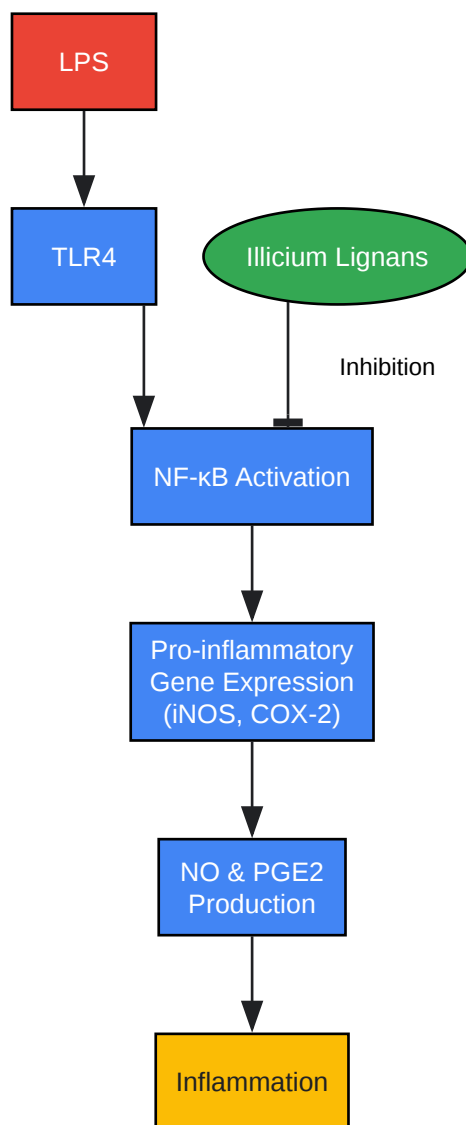 LPS
TLR4
Illicium Lignans
Inhibition
NF-κB Activation
Pro-inflammatory
Gene Expression
(iNOS, COX-2)
NO & PGE2
Production
Inflammation